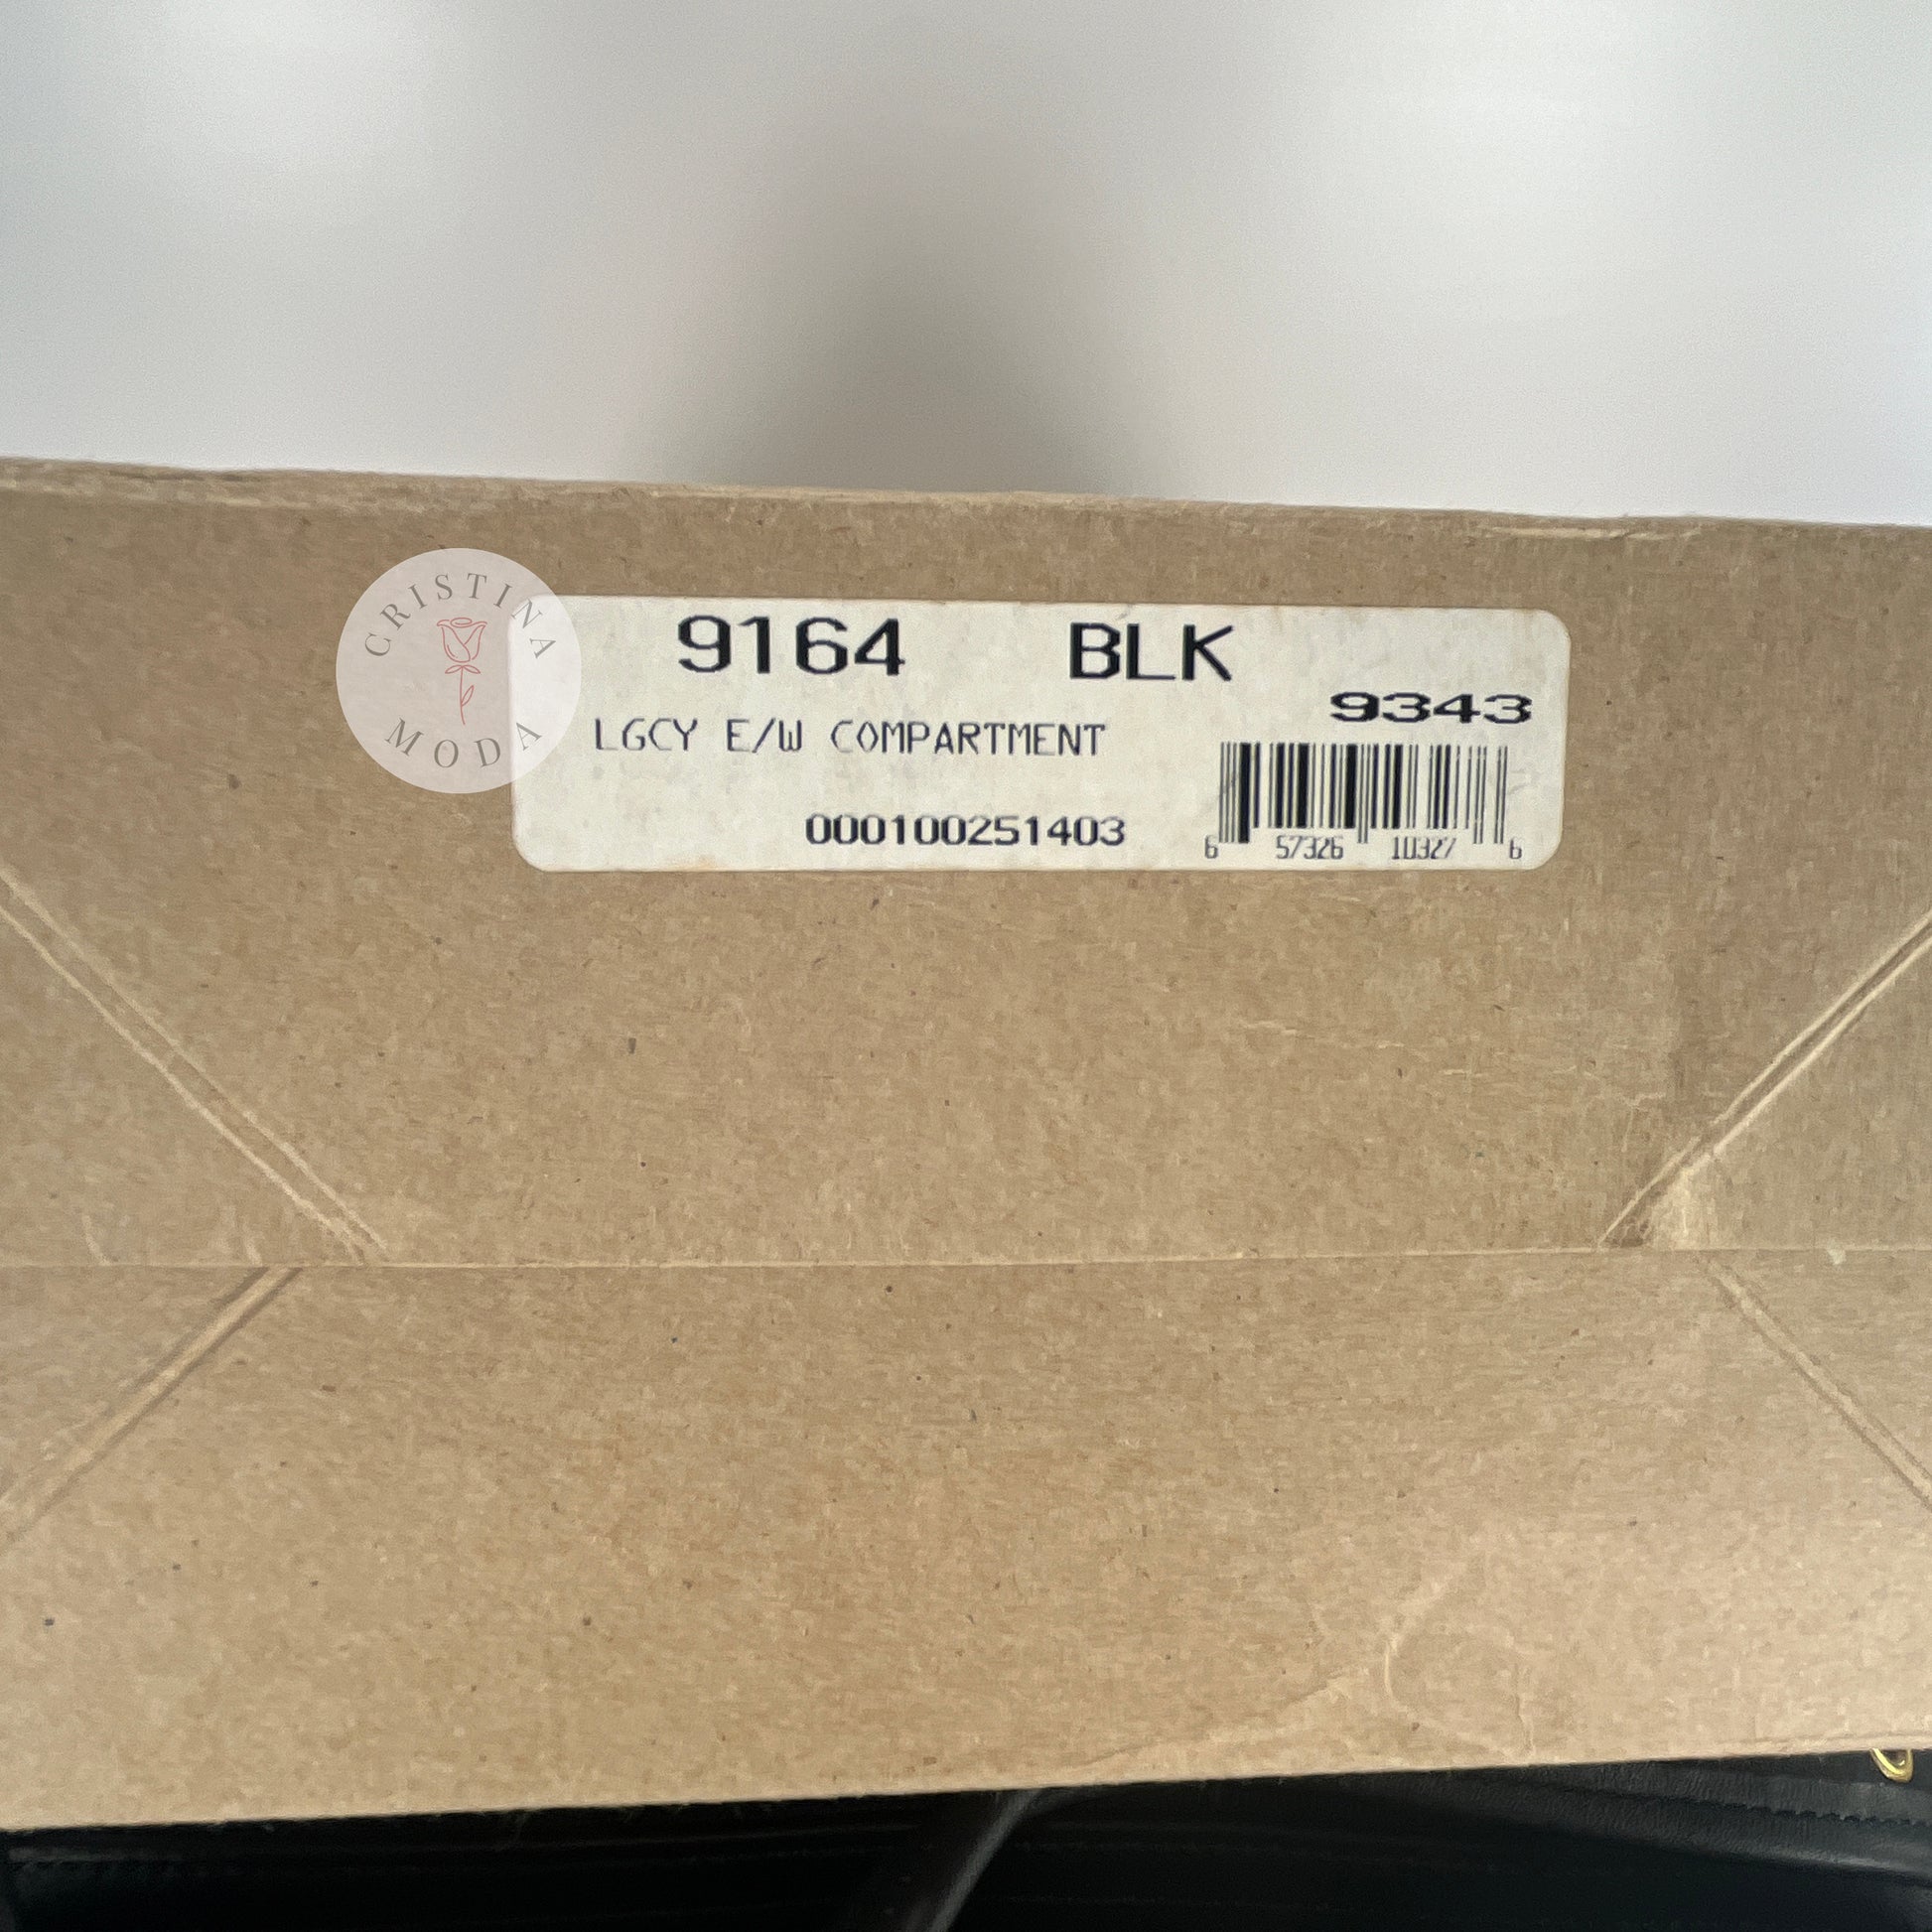 CRISTINA
MODA
9164 BLK
9343
LGCY E/W COMPARTMENT
000100251403
6 57326 10327 6